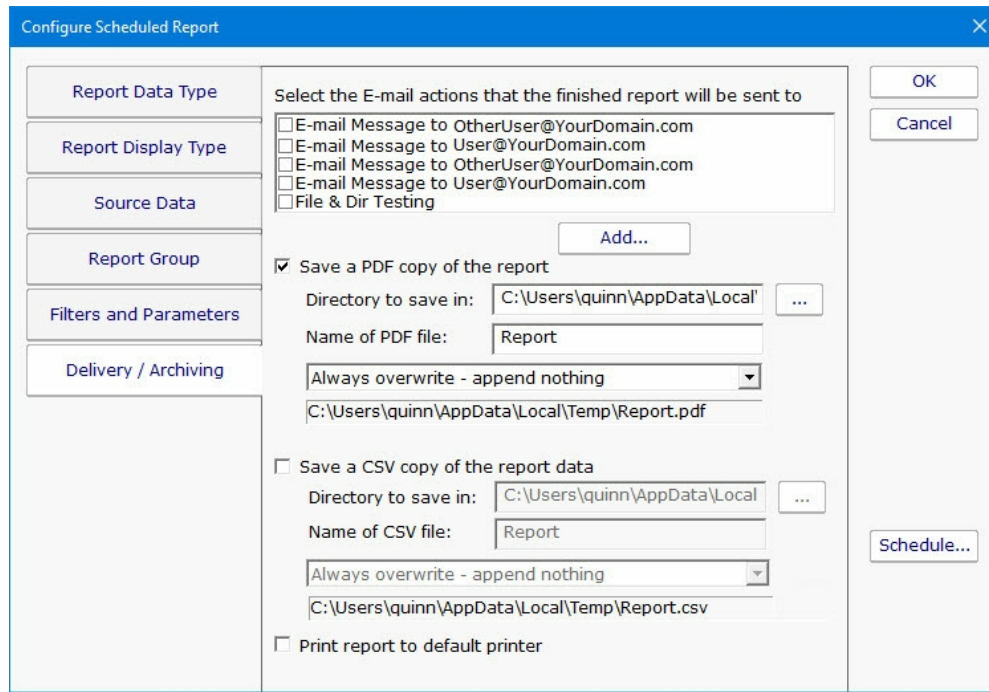 Configure Scheduled Report
Report Data Type
Report Display Type
Source Data
Report Group
Filters and Parameters
Delivery / Archiving
Select the E-mail actions that the finished report will be sent to
E-mail Message to OtherUser@YourDomain.com
E-mail Message to User@YourDomain.com
E-mail Message to OtherUser@YourDomain.com
E-mail Message to User@YourDomain.com
File & Dir Testing
Add...
Save a PDF copy of the report
Directory to save in: C:\Users\quinn\AppData\Local\ ...
Name of PDF file: Report
Always overwrite - append nothing
C:\Users\quinn\AppData\Local\Temp\Report.pdf
Save a CSV copy of the report data
Directory to save in: C:\Users\quinn\AppData\Local ...
Name of CSV file: Report
Always overwrite - append nothing
C:\Users\quinn\AppData\Local\Temp\Report.csv
Print report to default printer
OK
Cancel
Schedule...